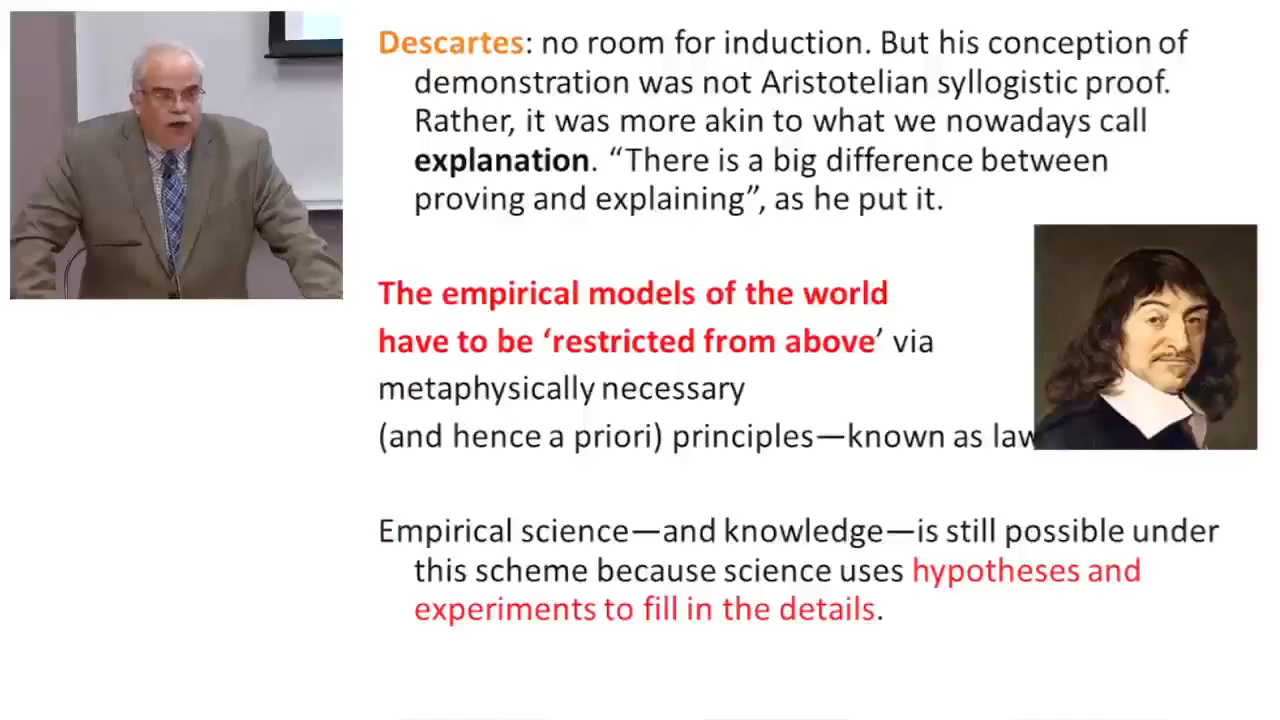 Descartes: no room for induction. But his conception of
demonstration was not Aristotelian syllogistic proof.
Rather, it was more akin to what we nowadays call
explanation. “There is a big difference between
proving and explaining”, as he put it.
The empirical models of the world
have to be ‘restricted from above’ via
metaphysically necessary
(and hence a priori) principles—known as law
Empirical science—and knowledge—is still possible under
this scheme because science uses hypotheses and
experiments to fill in the details.